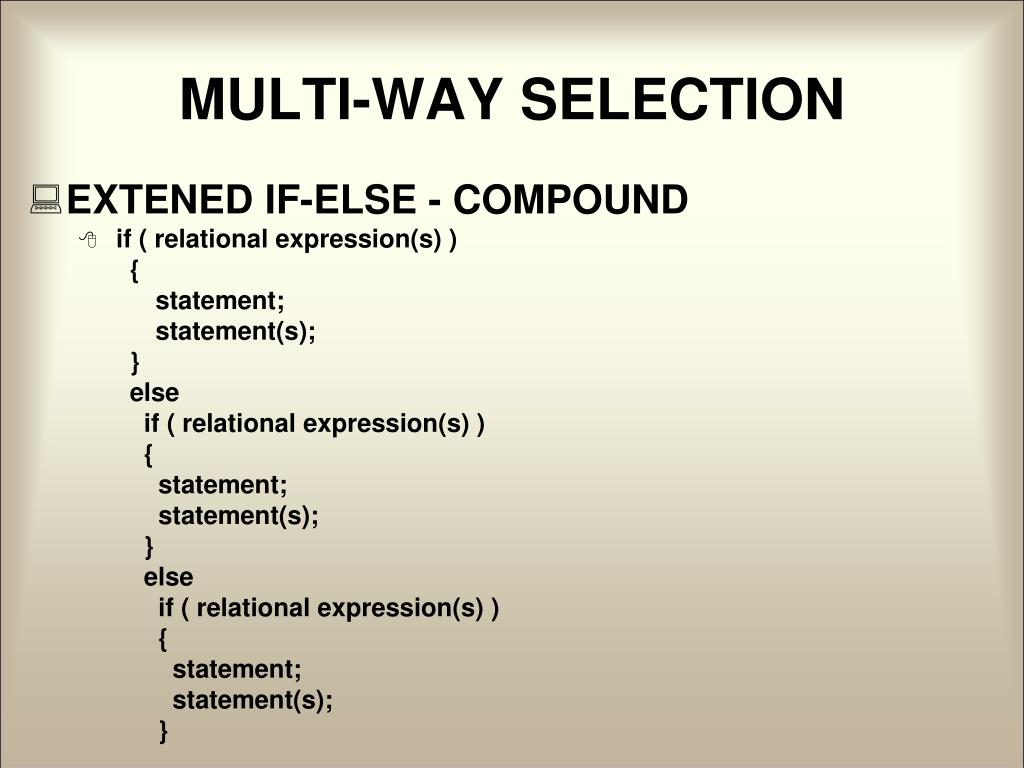 MULTI-WAY SELECTION
EXTENED IF-ELSE - COMPOUND
if ( relational expression(s) )
{
statement;
statement(s);
}
else
if ( relational expression(s) )
{
statement;
statement(s);
}
else
if ( relational expression(s) )
{
statement;
statement(s);
}